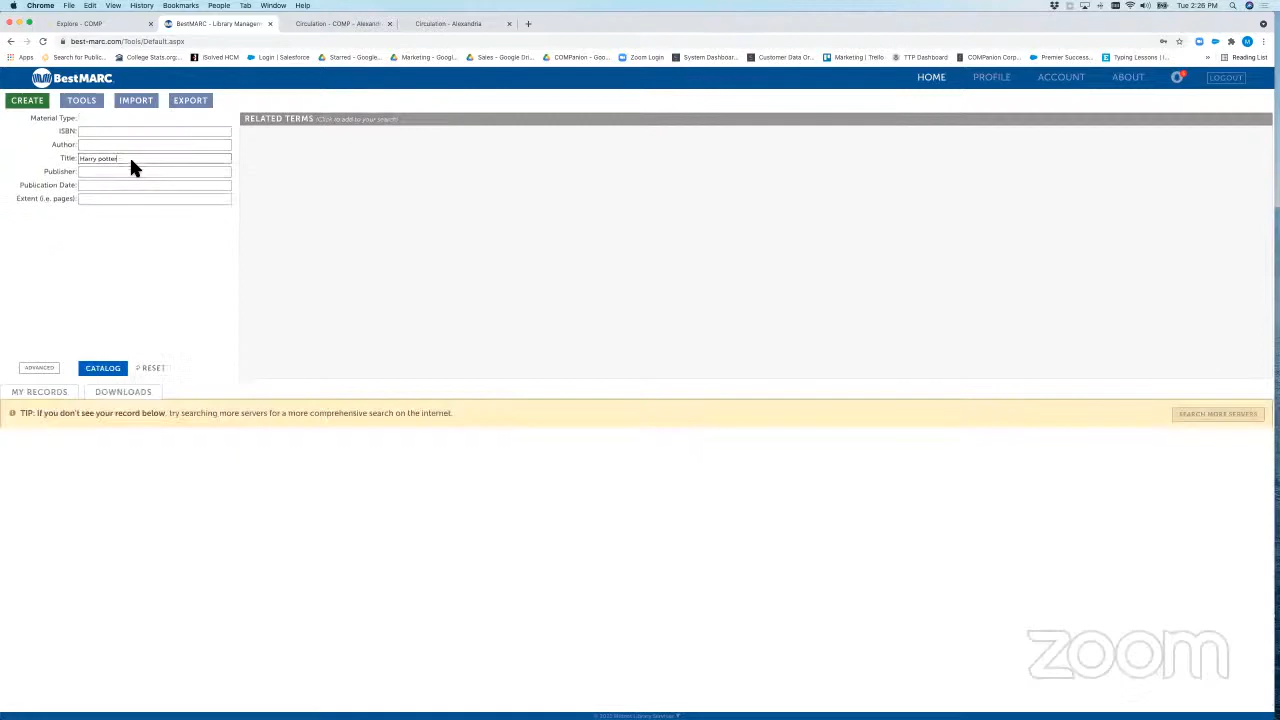 Chrome File Edit View History Bookmarks People Tab Window Help Tue 2:26 PM
Explore - COMP BestMARC - Library Managem Circulation - COMP - Alexandri Circulation - Alexandria
best-marc.com/Tools/Default.aspx
Apps Search for Public... College Stats.org:... iSolved HCM Login | Salesforce Starred - Google... Marketing - Googl... Sales - Google Dri... COMPanion - Goo... Zoom Login System Dashboar... Customer Data Or... Marketing | Trello TTP Dashboard COMPanion Corp... Premier Success... Typing Lessons | I... » Reading List
BestMARC HOME PROFILE ACCOUNT ABOUT LOGOUT
CREATE TOOLS IMPORT EXPORT
Material Type:
ISBN:
Author:
Title: Harry potter
Publisher:
Publication Date:
Extent (i.e. pages):
RELATED TERMS (Click to add to your search)
ADVANCED CATALOG RESET
MY RECORDS DOWNLOADS
TIP: If you don't see your record below, try searching more servers for a more comprehensive search on the internet. SEARCH MORE SERVERS
zoom